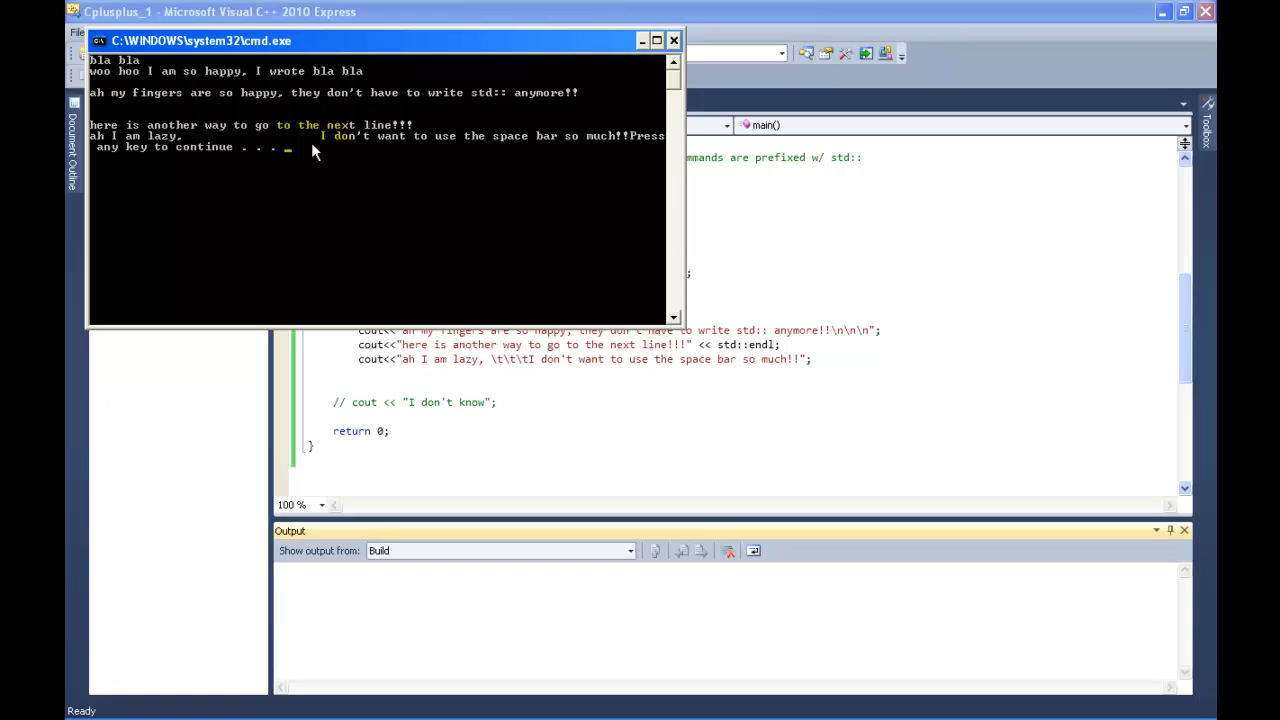 Cplusplus_1 - Microsoft Visual C++ 2010 Express
File
C:\WINDOWS\system32\cmd.exe
bla bla
woo hoo I am so happy, I wrote bla bla
ah my fingers are so happy, they don't have to write std:: anymore!!
here is another way to go to the next line!!!
ah I am lazy, I don't want to use the space bar so much!!Press
any key to continue . . . _
Document Outline
main()
Toolbox
mmands are prefixed w/ std::
;
cout<<"ah my fingers are so happy, they don't have to write std:: anymore!!\n\n\n";
cout<<"here is another way to go to the next line!!!" << std::endl;
cout<<"ah I am lazy, \t\t\tI don't want to use the space bar so much!!";
// cout << "I don't know";
return 0;
}
100 %
Output
Show output from: Build
Ready